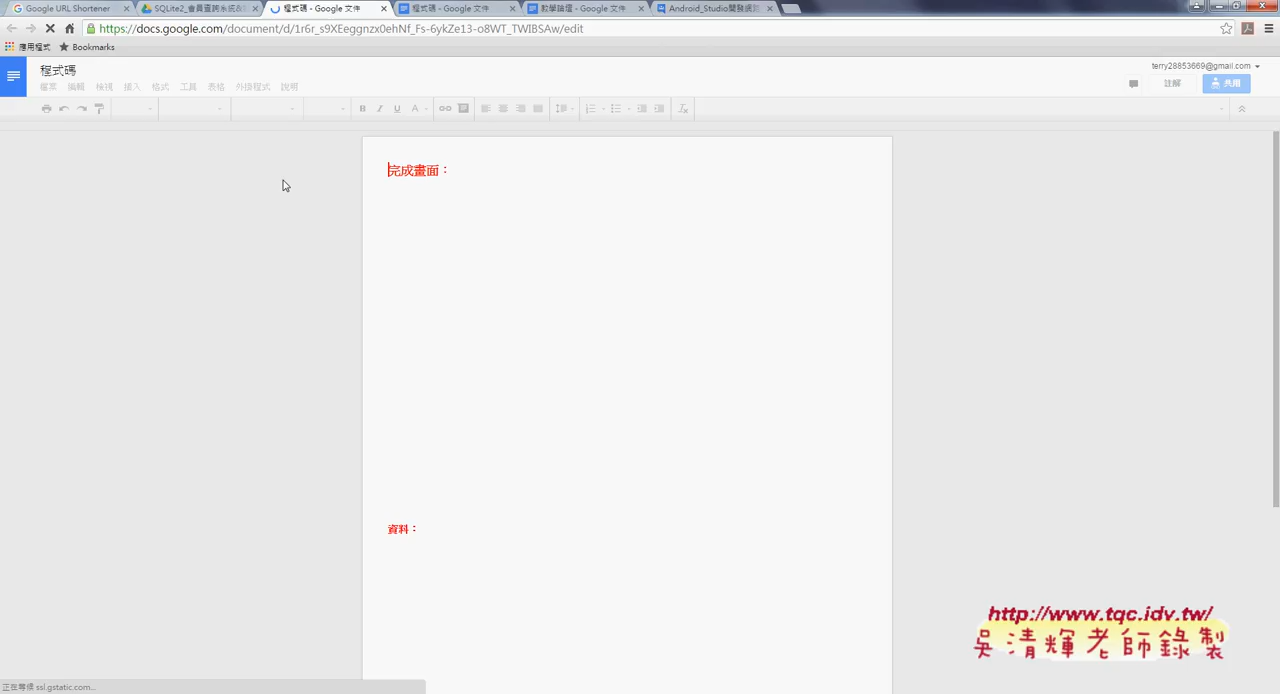 Google URL Shortener
SQLite2_會員查詢系統&
程式碼 - Google 文件
程式碼 - Google 文件
教學論壇 - Google 文件
Android_Studio開發
https://docs.google.com/document/d/1r6r_s9XEeggnzx0ehNf_Fs-6ykZe13-o8WT_TWlBSAw/edit
應用程式
Bookmarks
程式碼
terry28853669@gmail.com
檔案 編輯 檢視 插入 格式 工具 表格 外掛程式 說明
註解
共用
B I U A
完成畫面：
資料：
http://www.tqc.idv.tw/
吳清輝老師錄製
正在等候 ssl.gstatic.com...